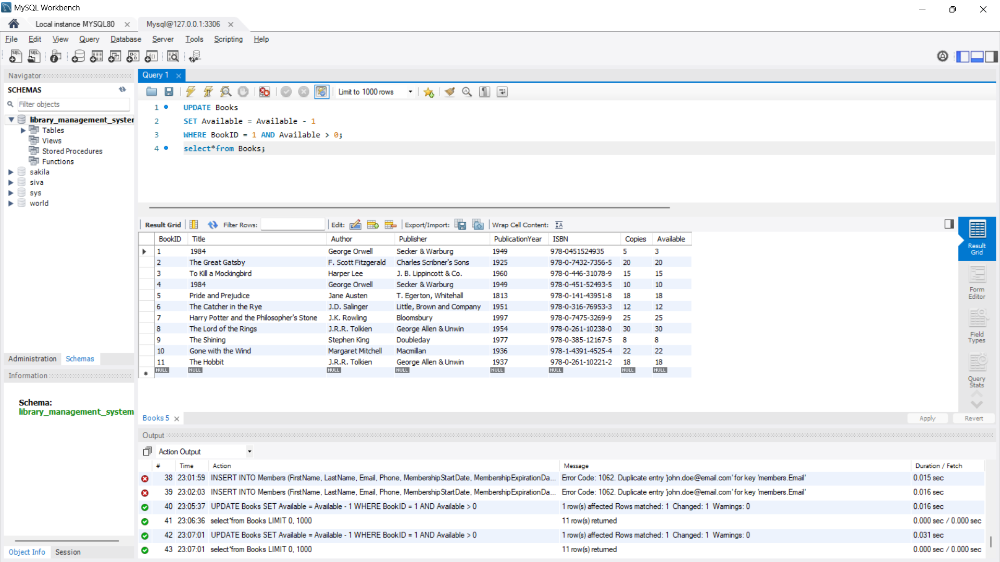 MySQL Workbench
Local instance MYSQL80
Mysql@127.0.0.1:3306
File Edit View Query Database Server Tools Scripting Help
Navigator
SCHEMAS
Filter objects
library_management_system
Tables
Views
Stored Procedures
Functions
sakila
siva
sys
world
Administration Schemas
Information
Schema:
library_management_system
Object Info Session
Query 1
Limit to 1000 rows
1 UPDATE Books
2 SET Available = Available - 1
3 WHERE BookID = 1 AND Available > 0;
4 select*from Books;
Result Grid Filter Rows: Edit: Export/Import: Wrap Cell Content:
BookID Title Author Publisher PublicationYear ISBN Copies Available
1 1984 George Orwell Secker & Warburg 1949 978-0451524935 5 3
2 The Great Gatsby F. Scott Fitzgerald Charles Scribner's Sons 1925 978-0-7432-7356-5 20 20
3 To Kill a Mockingbird Harper Lee J. B. Lippincott & Co. 1960 978-0-446-31078-9 15 15
4 1984 George Orwell Secker & Warburg 1949 978-0-451-52493-5 10 10
5 Pride and Prejudice Jane Austen T. Egerton, Whitehall 1813 978-0-141-43951-8 18 18
6 The Catcher in the Rye J.D. Salinger Little, Brown and Company 1951 978-0-316-76953-3 12 12
7 Harry Potter and the Philosopher's Stone J.K. Rowling Bloomsbury 1997 978-0-7475-3269-9 25 25
8 The Lord of the Rings J.R.R. Tolkien George Allen & Unwin 1954 978-0-261-10238-0 30 30
9 The Shining Stephen King Doubleday 1977 978-0-385-12167-5 8 8
10 Gone with the Wind Margaret Mitchell Macmillan 1936 978-1-4391-4525-4 22 22
11 The Hobbit J.R.R. Tolkien George Allen & Unwin 1937 978-0-261-10221-2 18 18
NULL NULL NULL NULL NULL NULL NULL NULL
Result Grid
Form Editor
Field Types
Query Stats
Books 5
Apply Revert
Output
Action Output
# Time Action Message Duration / Fetch
38 23:01:59 INSERT INTO Members (FirstName, LastName, Email, Phone, MembershipStartDate, MembershipExpirationDa... Error Code: 1062. Duplicate entry 'john.doe@email.com' for key 'members.Email' 0.015 sec
39 23:02:03 INSERT INTO Members (FirstName, LastName, Email, Phone, MembershipStartDate, MembershipExpirationDa... Error Code: 1062. Duplicate entry 'john.doe@email.com' for key 'members.Email' 0.016 sec
40 23:05:37 UPDATE Books SET Available = Available - 1 WHERE BookID = 1 AND Available > 0 1 row(s) affected Rows matched: 1 Changed: 1 Warnings: 0 0.016 sec
41 23:06:36 select*from Books LIMIT 0, 1000 11 row(s) returned 0.000 sec / 0.000 sec
42 23:07:01 UPDATE Books SET Available = Available - 1 WHERE BookID = 1 AND Available > 0 1 row(s) affected Rows matched: 1 Changed: 1 Warnings: 0 0.031 sec
43 23:07:01 select*from Books LIMIT 0, 1000 11 row(s) returned 0.000 sec / 0.000 sec